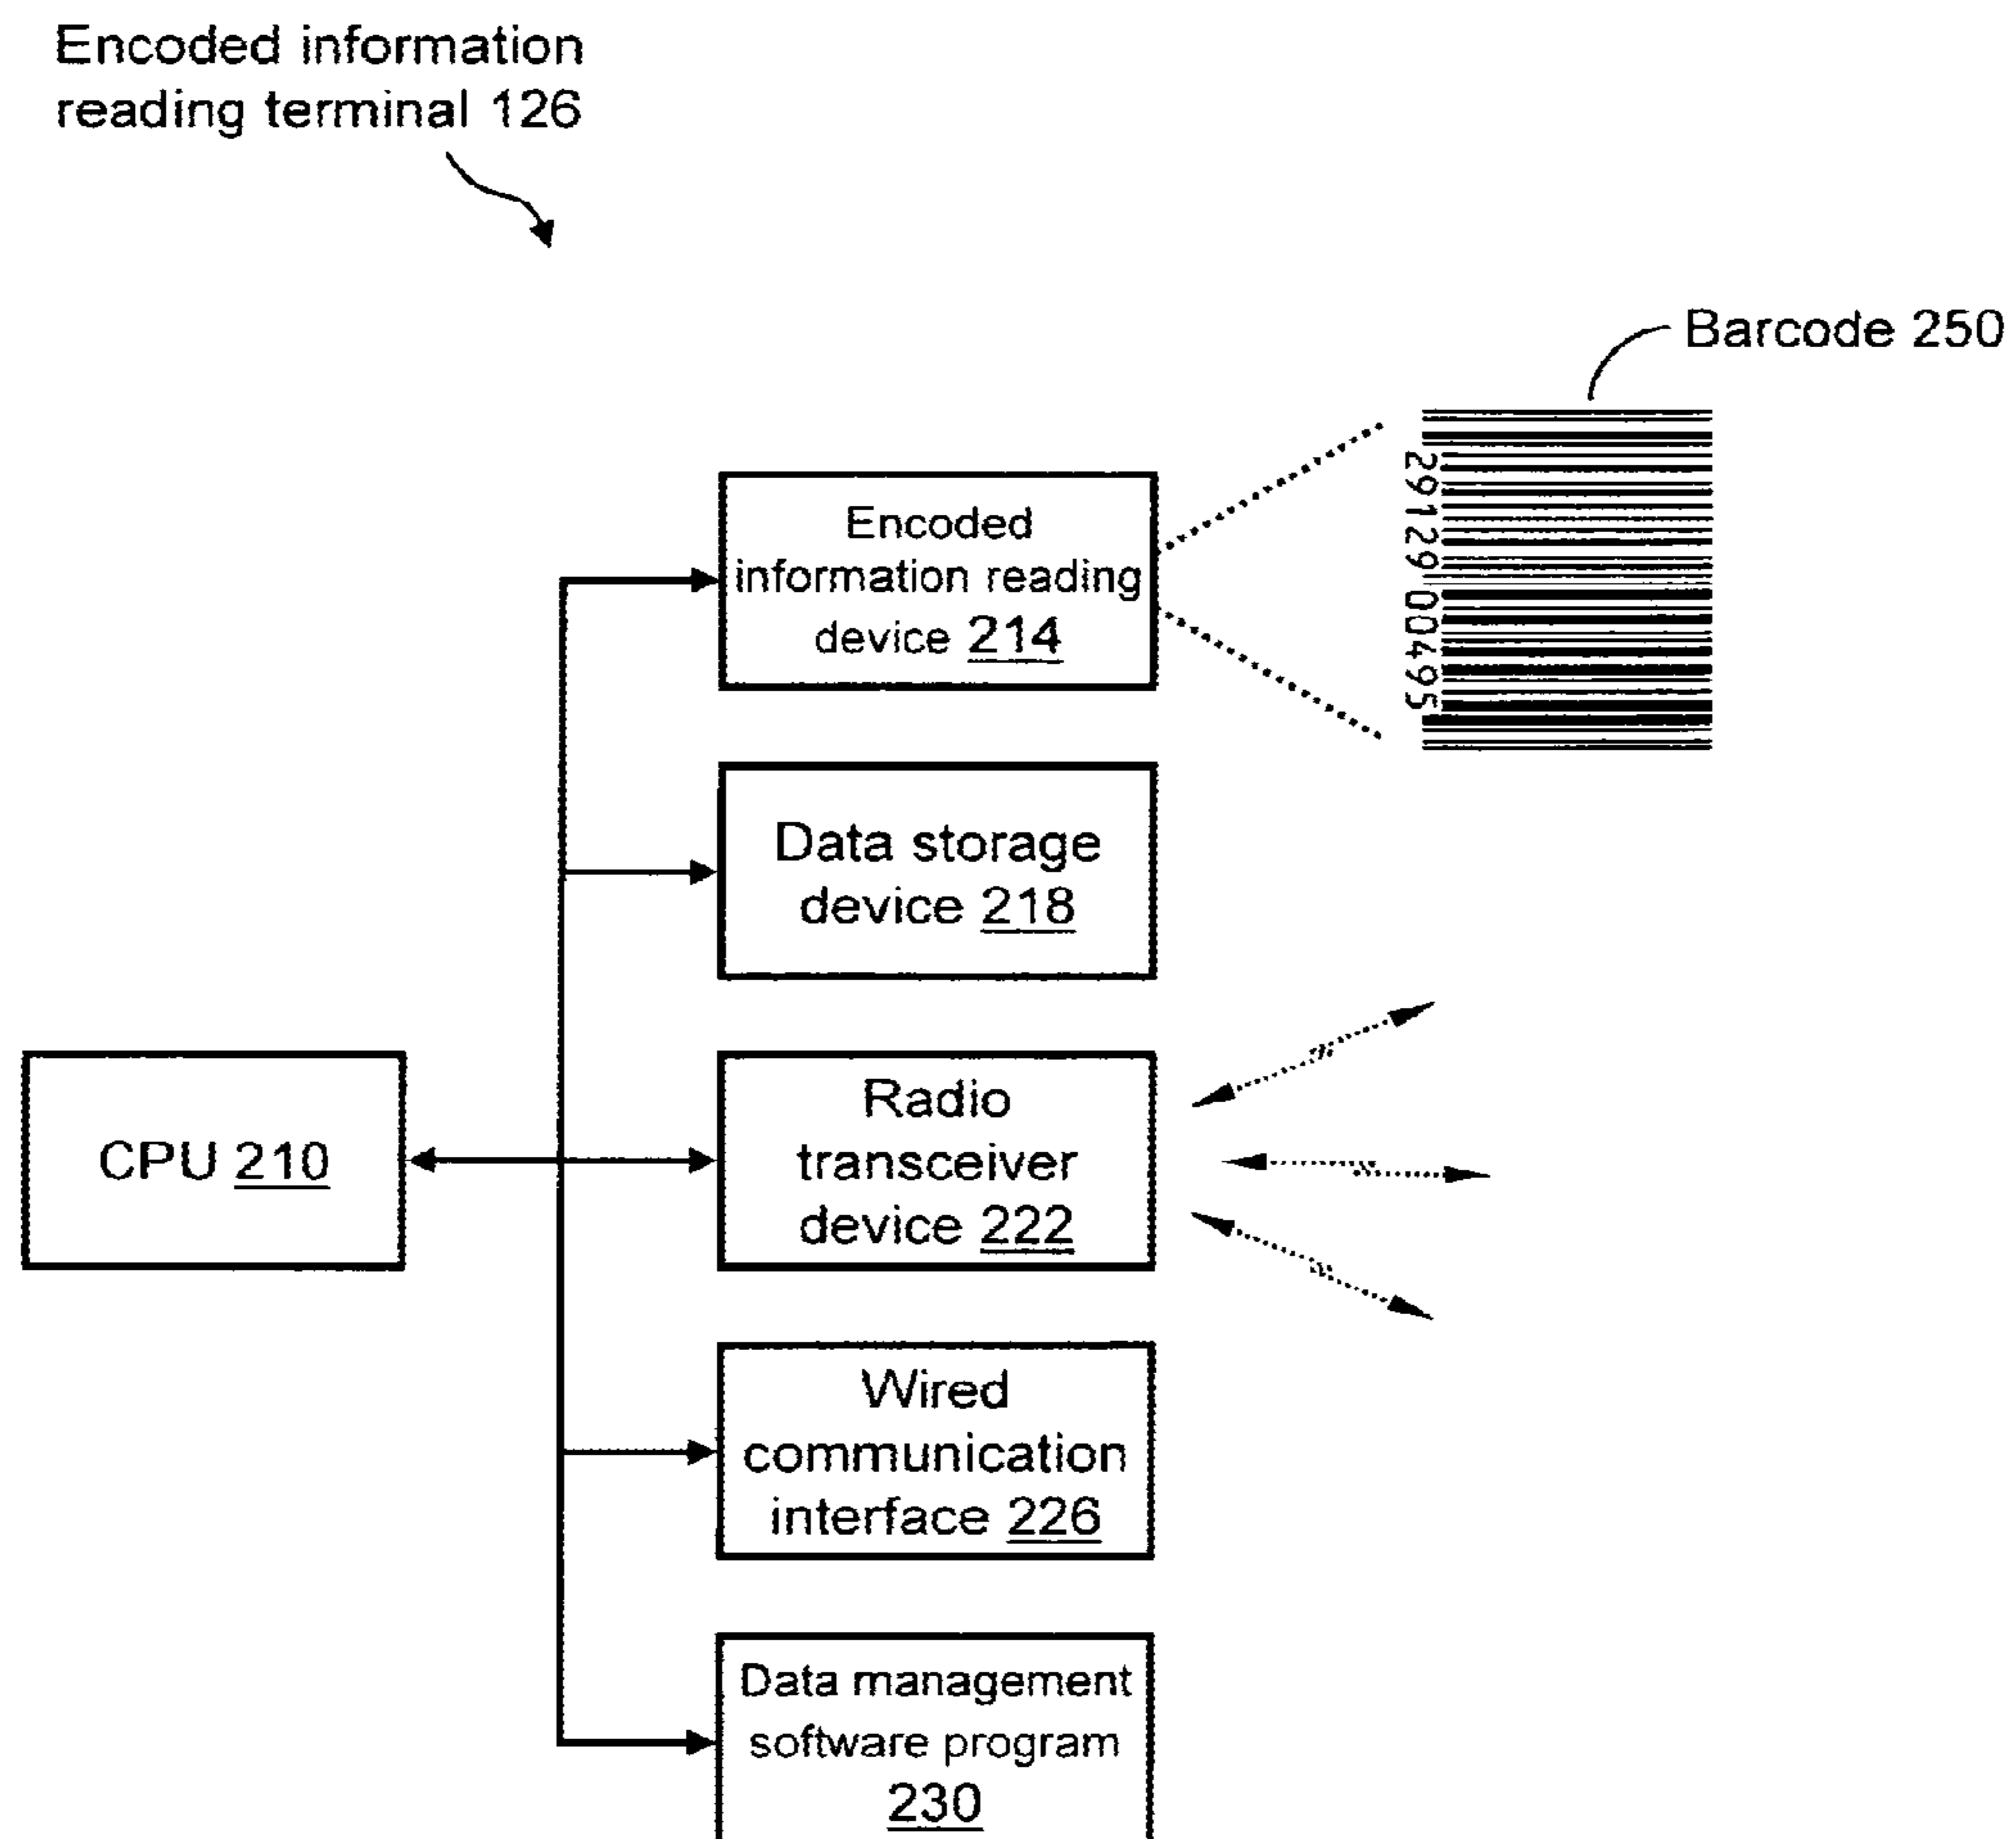 Encoded information
reading terminal 126
Barcode 250
29129 00495
Encoded
information reading
device 214
Data storage
device 218
CPU 210
Radio
transceiver
device 222
Wired
communication
interface 226
Data management
software program
230